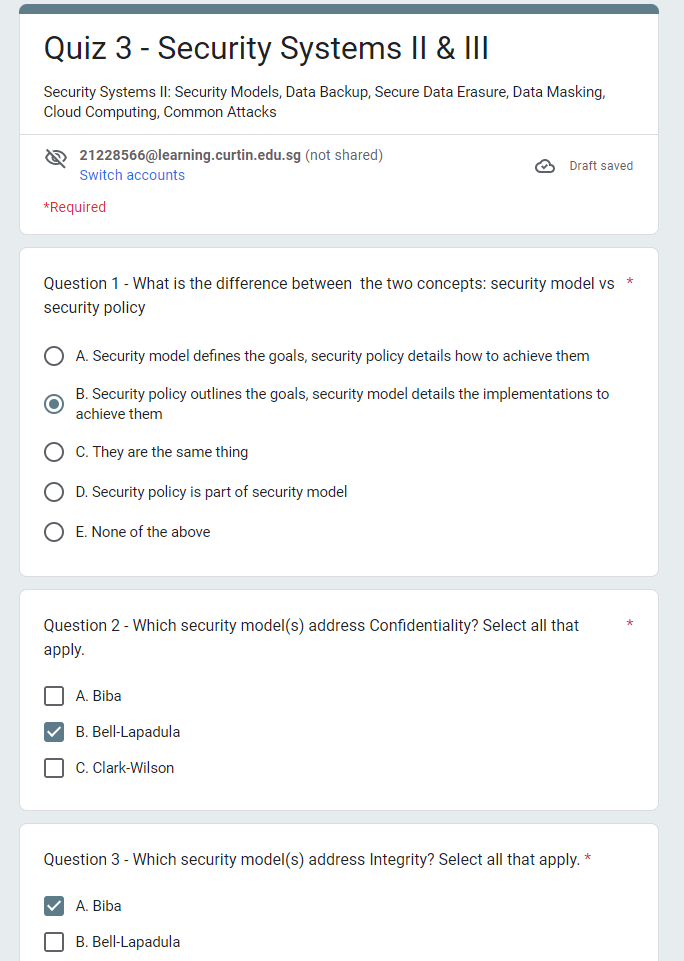 Quiz 3 - Security Systems II & III
Security Systems II: Security Models, Data Backup, Secure Data Erasure, Data Masking,
Cloud Computing, Common Attacks
21228566@learning.curtin.edu.sg (not shared)
Switch accounts
Draft saved
*Required
Question 1 - What is the difference between  the two concepts: security model vs *
security policy
A. Security model defines the goals, security policy details how to achieve them
B. Security policy outlines the goals, security model details the implementations to
achieve them
C. They are the same thing
D. Security policy is part of security model
E. None of the above
Question 2 - Which security model(s) address Confidentiality? Select all that *
apply.
A. Biba
B. Bell-Lapadula
C. Clark-Wilson
Question 3 - Which security model(s) address Integrity? Select all that apply. *
A. Biba
B. Bell-Lapadula